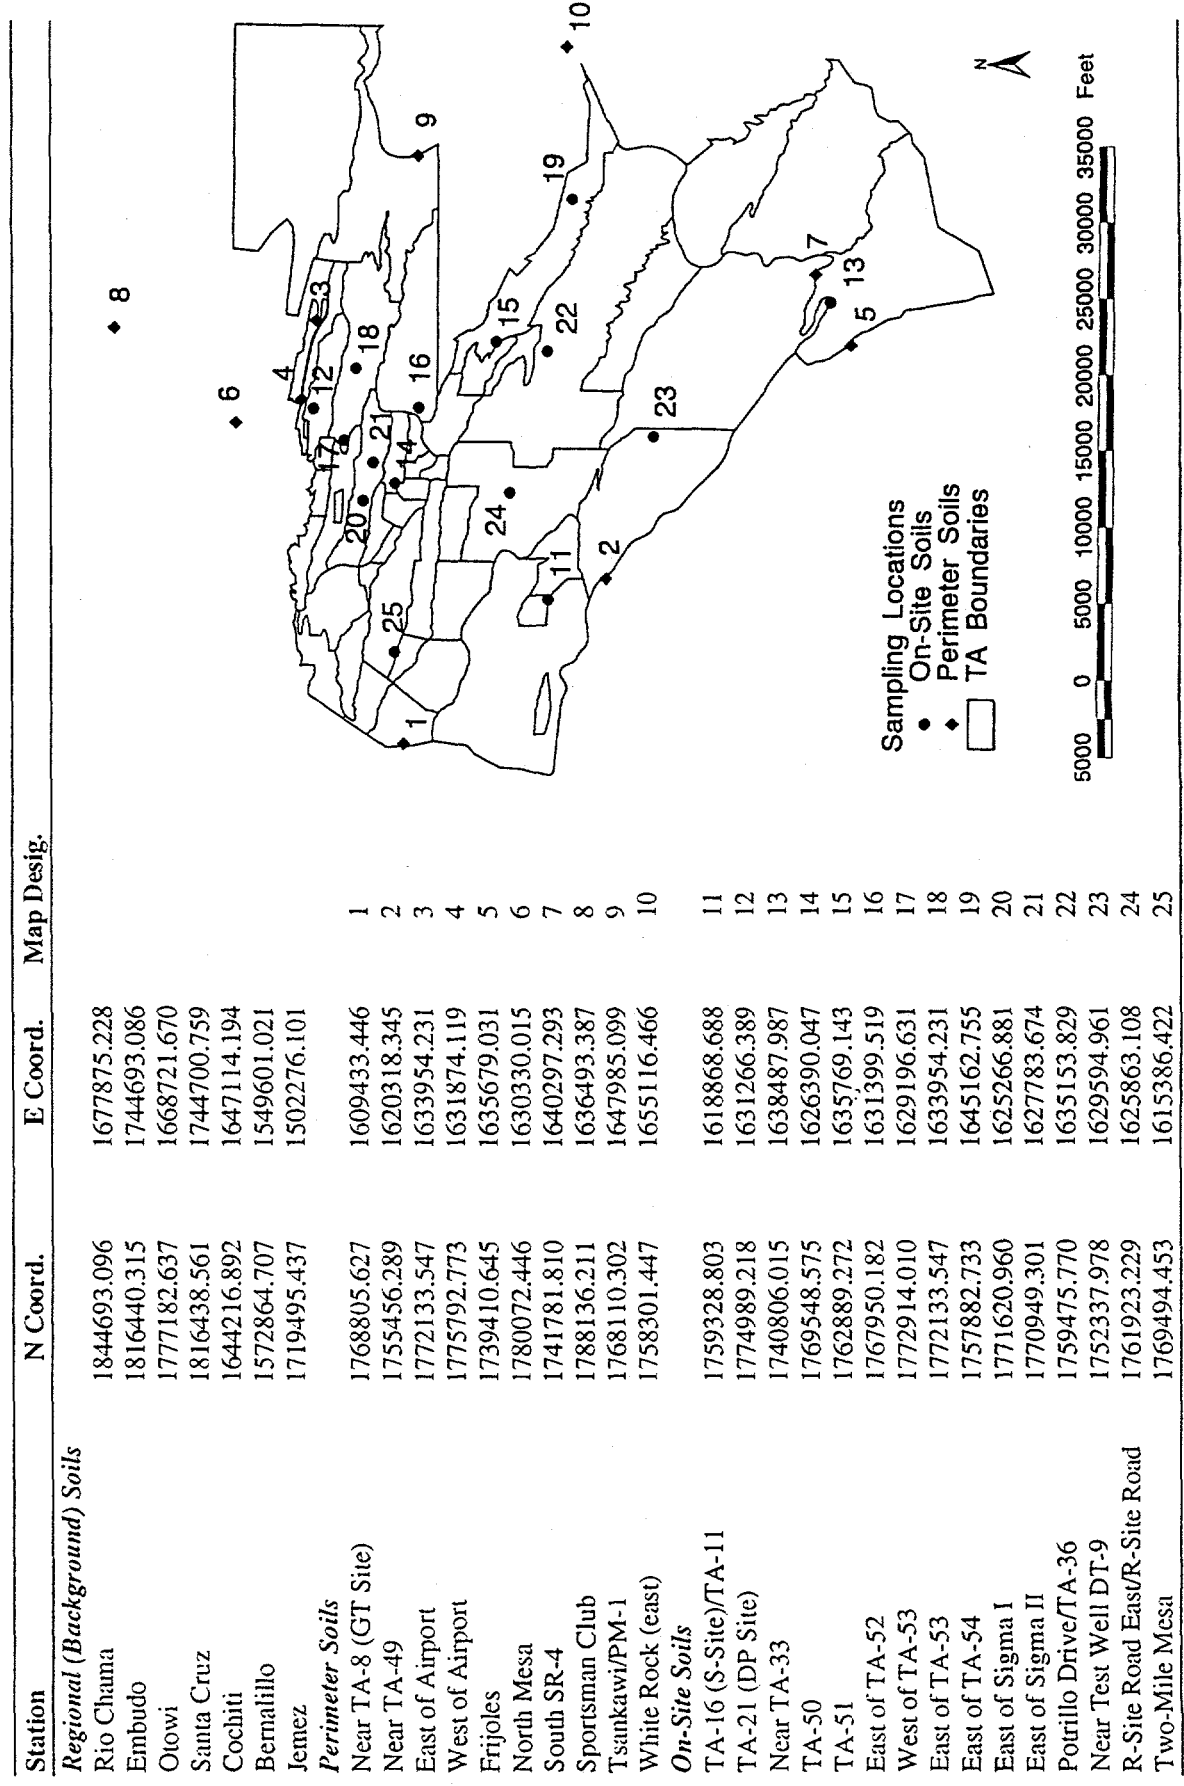 Station N Coord. E Coord. Map Desig.
Regional (Background) Soils
Rio Chama 1844693.096 1677875.228
Embudo 1816440.315 1744693.086
Otowi 1777182.637 1668721.670
Santa Cruz 1816438.561 1744700.759
Cochiti 1644216.892 1647114.194
Bernalillo 1572864.707 1549601.021
Jemez 1719495.437 1502276.101
Perimeter Soils
Near TA-8 (GT Site) 1768805.627 1609433.446 1
Near TA-49 1755456.289 1620318.345 2
East of Airport 1772133.547 1633954.231 3
West of Airport 1775792.773 1631874.119 4
Frijoles 1739410.645 1635679.031 5
North Mesa 1780072.446 1630330.015 6
South SR-4 1741781.810 1640297.293 7
Sportsman Club 1788136.211 1636493.387 8
Tsankawi/PM-1 1768110.302 1647985.099 9
White Rock (east) 1758301.447 1655116.466 10
On-Site Soils
TA-16 (S-Site)/TA-11 1759328.803 1618868.688 11
TA-21 (DP Site) 1774989.218 1631266.389 12
Near TA-33 1740806.015 1638487.987 13
TA-50 1769548.575 1626390.047 14
TA-51 1762889.272 1635769.143 15
East of TA-52 1767950.182 1631399.519 16
West of TA-53 1772914.010 1629196.631 17
East of TA-53 1772133.547 1633954.231 18
East of TA-54 1757882.733 1645162.755 19
East of Sigma I 1771620.960 1625266.881 20
East of Sigma II 1770949.301 1627783.674 21
Potrillo Drive/TA-36 1759475.770 1635153.829 22
Near Test Well DT-9 1752337.978 1629594.961 23
R-Site Road East/R-Site Road 1761923.229 1625863.108 24
Two-Mile Mesa 1769494.453 1615386.422 25
8
6
4
3
12
9
10
18
17
21
16
14
20
25
1
15
19
22
24
11
2
23
7
13
5
Sampling Locations
On-Site Soils
Perimeter Soils
TA Boundaries
N
5000 0 5000 10000 15000 20000 25000 30000 35000 Feet